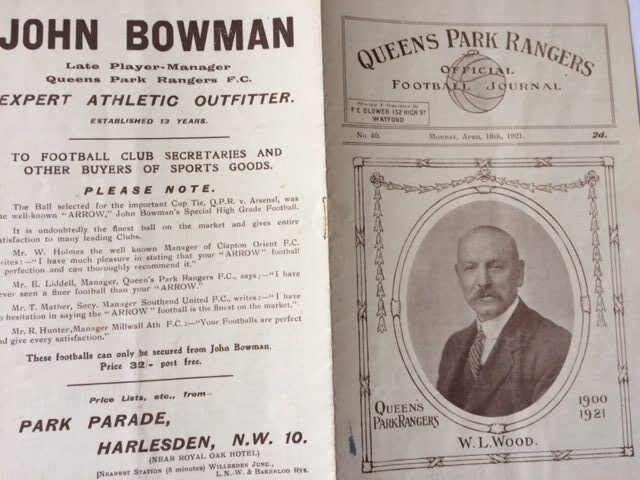 JOHN BOWMAN
Late Player-Manager
Queens Park Rangers F.C.
EXPERT ATHLETIC OUTFITTER.
ESTABLISHED 13 YEARS.
TO FOOTBALL CLUB SECRETARIES AND
OTHER BUYERS OF SPORTS GOODS.
PLEASE NOTE.
The Ball selected for the important Cup Tie, Q.P.R. v. Arsenal, was
the well-known "ARROW," John Bowman's Special High Grade Football.
It is undoubtedly the finest ball on the market and gives entire
satisfaction to many leading Clubs.
Mr. W. Holmes the well known Manager of Clapton Orient F.C.
writes:—"I have much pleasure in stating that your "ARROW" football
perfection and can thoroughly recommend it."
Mr. E. Liddell, Manager, Queen's Park Rangers F.C., says:—"I have
never seen a finer football than your "ARROW."
Mr. T. Mather, Secy. Manager Southend United F.C., writes:—"I have
no hesitation in saying the "ARROW" football is the finest on the market."
Mr. R. Hunter, Manager Millwall Ath F.C.:—"Your Footballs are perfect
and give every satisfaction."
These footballs can only be secured from John Bowman.
Price 32/- post free.
Price Lists, etc., from—
PARK PARADE,
HARLESDEN, N.W. 10.
(NEAR ROYAL OAK HOTEL)
[NEAREST STATION (5 minutes) WILLESDEN JUNC.,
L.N.-W. & BAKERLOO RYS.
QUEENS PARK RANGERS
OFFICIAL
FOOTBALL JOURNAL
PRINTED & PUBLISHED BY
F.E. BLOWER 132 HIGH ST
WATFORD
No 40. MONDAY, APRIL 18th, 1921. 2d.
QUEEN'S
PARK RANGERS
1900
1921
W. L. WOOD.